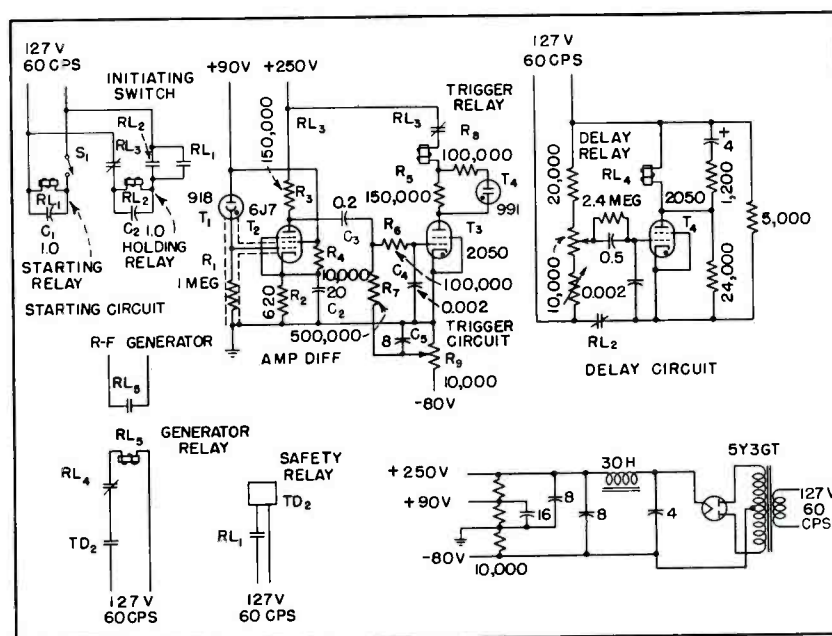 127 V
60 CPS
INITIATING
SWITCH
RL2
RL3
S1
RL1
RL1
RL2
C1
1.0
C2 1.0
STARTING
RELAY
HOLDING
RELAY
STARTING CIRCUIT
+90V
+250V
RL3
150,000
R3
918
T1
6J7
T2
R1
1 MEG
620
R2
R4
10,000
20
C2
0.2
C3
AMP DIFF
TRIGGER
RELAY
RL3
R8
100,000
R5
150,000
T4
991
T3
2050
R6
C4
100,000
R7
0.002
500,000
TRIGGER
CIRCUIT
8
C5
R9
10,000
-80V
127 V
60 CPS
DELAY
RELAY
RL4
20,000
2.4 MEG
2050
T4
0.5
10,000
0.002
RL2
+
4
1,200
24,000
5,000
DELAY CIRCUIT
R-F GENERATOR
RL5
RL5
GENERATOR
RELAY
RL4
TD2
127 V
60 CPS
SAFETY
RELAY
TD2
RL1
127V
60 CPS
+250V
+90V
-80V
10,000
16
8
8
30H
4
5Y3GT
127V
60
CPS